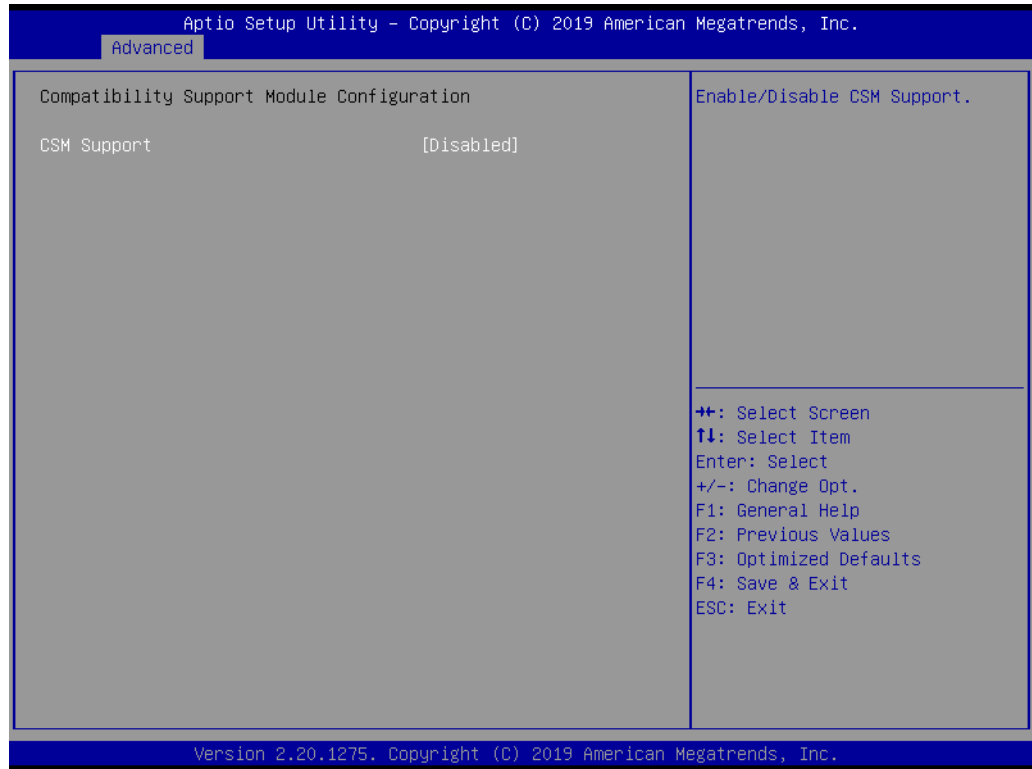 Aptio Setup Utility – Copyright (C) 2019 American Megatrends, Inc.
Advanced
Compatibility Support Module Configuration
CSM Support [Disabled]
Enable/Disable CSM Support.
→←: Select Screen
↑↓: Select Item
Enter: Select
+/-: Change Opt.
F1: General Help
F2: Previous Values
F3: Optimized Defaults
F4: Save & Exit
ESC: Exit
Version 2.20.1275. Copyright (C) 2019 American Megatrends, Inc.